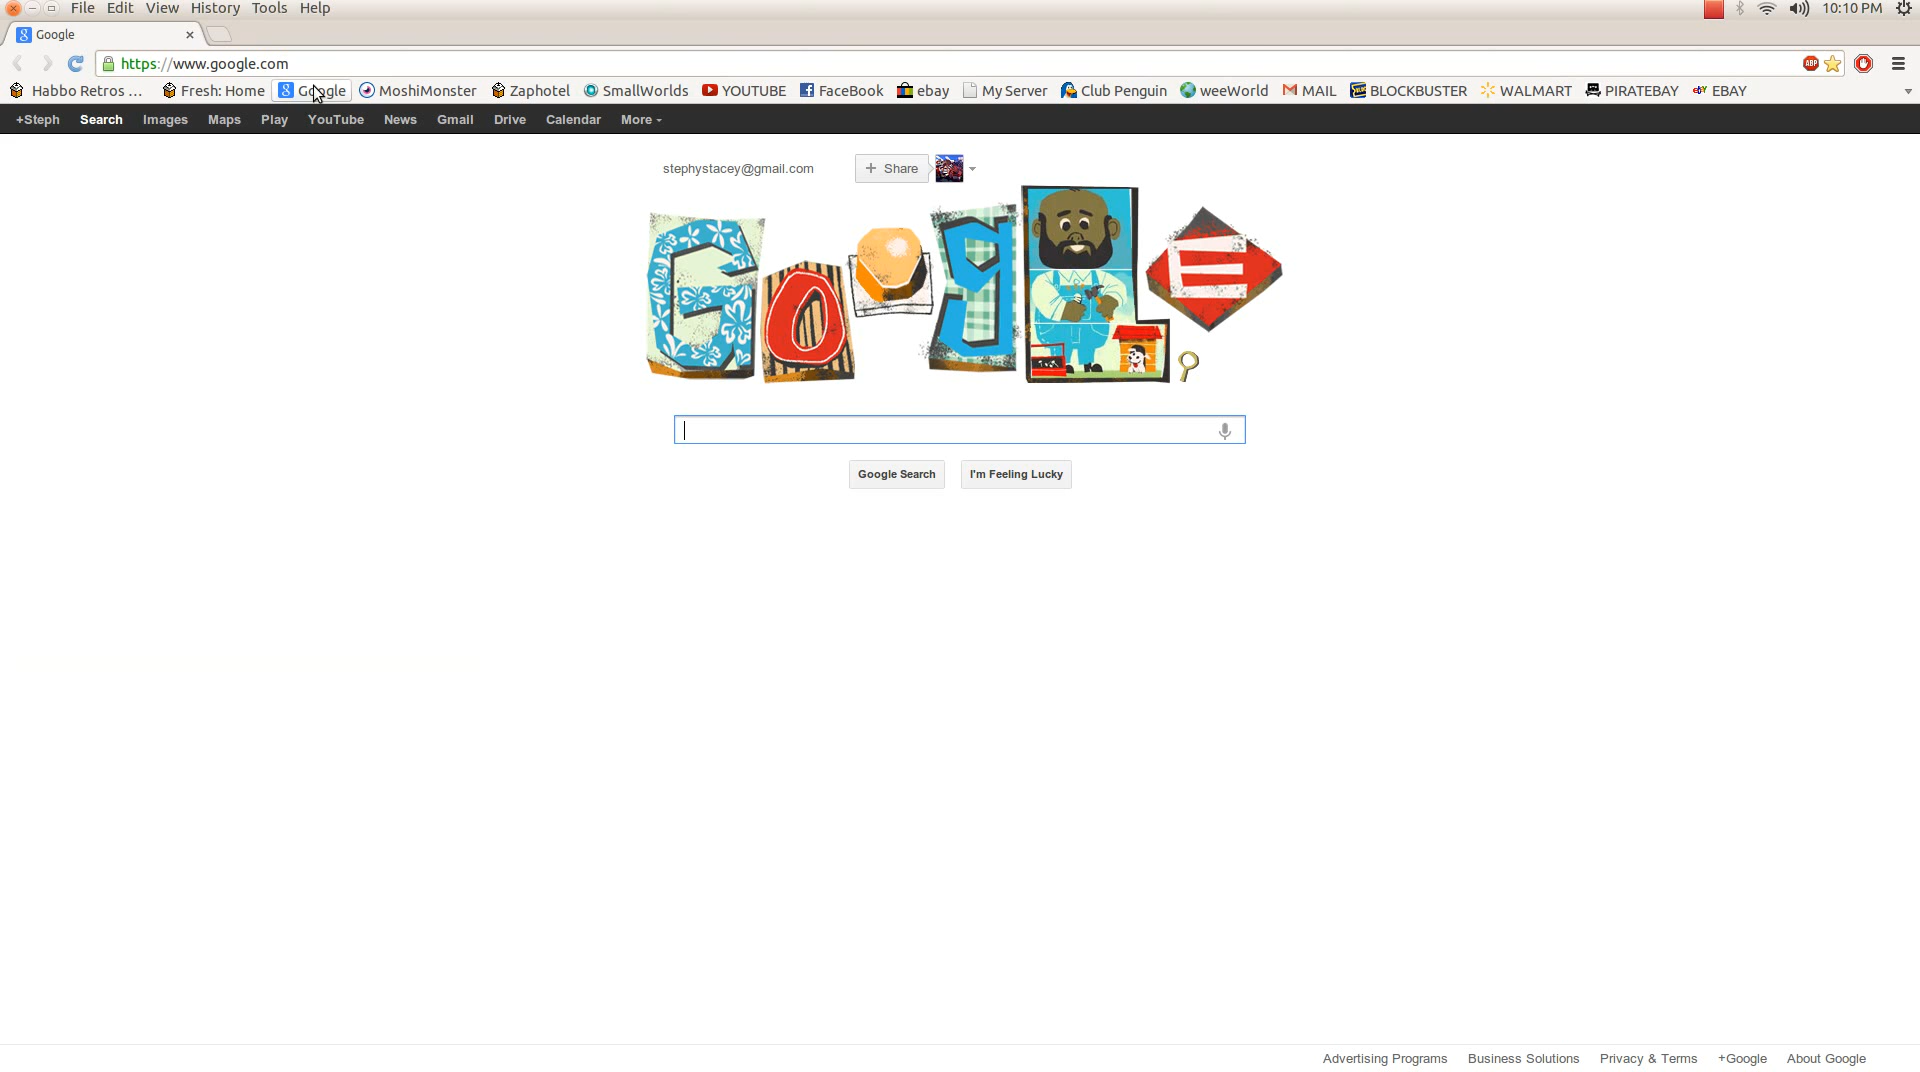 File Edit View History Tools Help 10:10 PM
Google
https://www.google.com ABP
Habbo Retros ... Fresh: Home Google MoshiMonster Zaphotel SmallWorlds YOUTUBE FaceBook ebay My Server Club Penguin weeWorld MAIL BLOCKBUSTER WALMART PIRATEBAY EBAY
+Steph Search Images Maps Play YouTube News Gmail Drive Calendar More
stephystacey@gmail.com + Share
GOOgLE
Google Search I'm Feeling Lucky
Advertising Programs Business Solutions Privacy & Terms +Google About Google